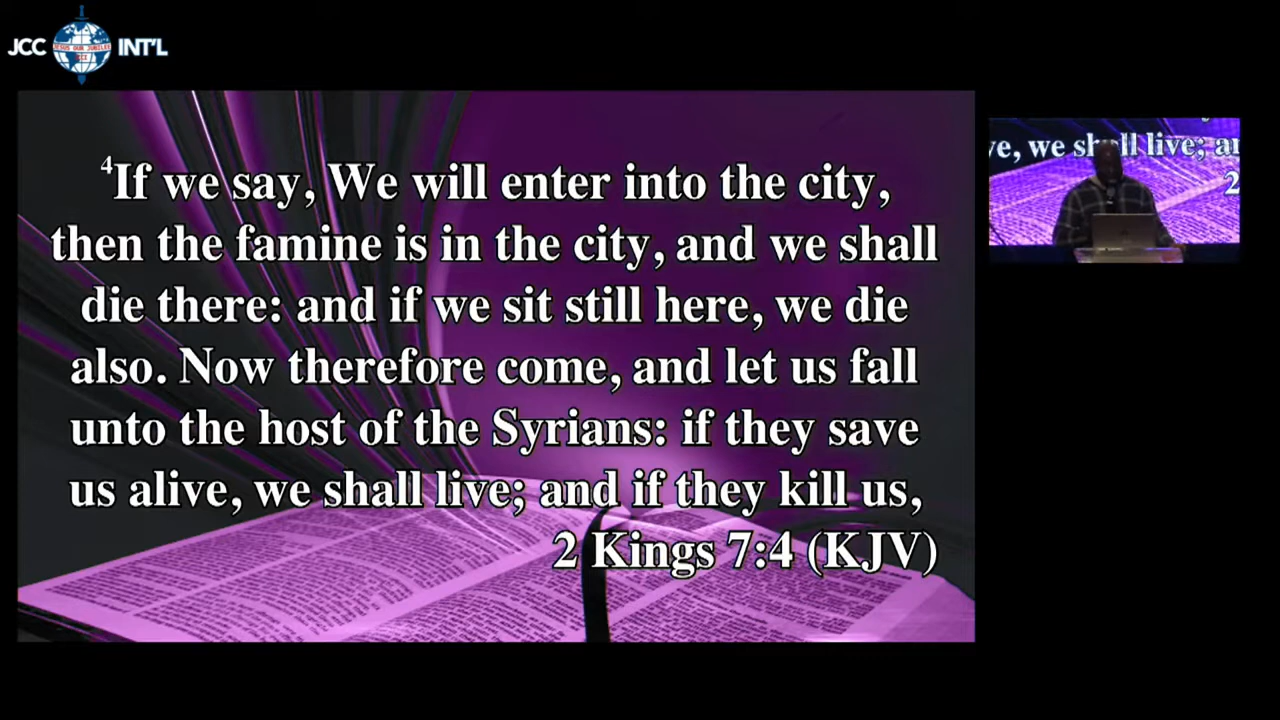 JCC
JESUS OUR JUBILEE
INT'L
4If we say, We will enter into the city,
then the famine is in the city, and we shall
die there: and if we sit still here, we die
also. Now therefore come, and let us fall
unto the host of the Syrians: if they save
us alive, we shall live; and if they kill us,
2 Kings 7:4 (KJV)
ve, we shall live; an
2